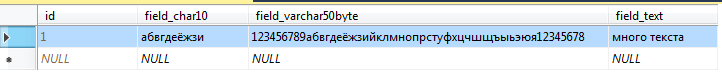 id field_char10 field_varchar50byte field_text
1 абвгдеёжзи 123456789абвгдеёжзийклмнопрстуфхцчшщъыьэюя12345678 много текста
NULL NULL NULL NULL